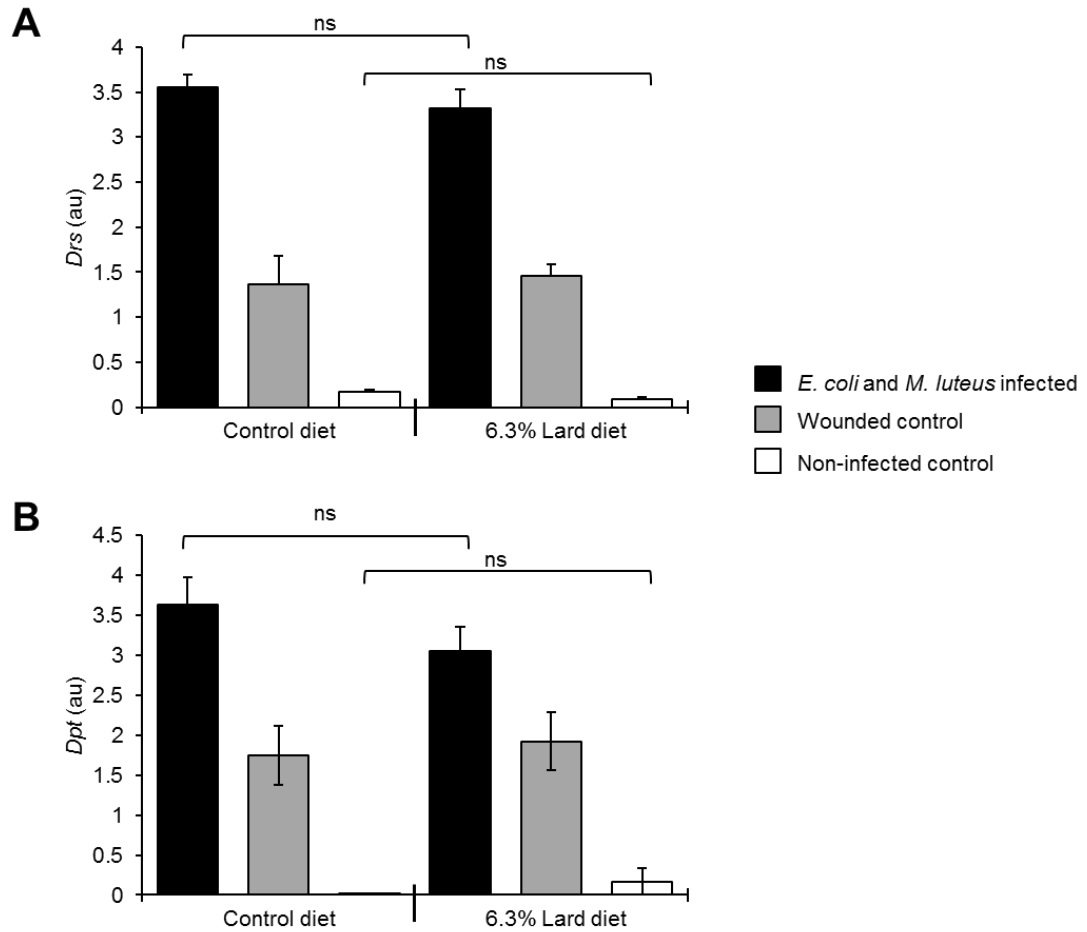 A
ns
ns
4
3.5
3
2.5
2
1.5
1
0.5
0
Drs (au)
Control diet
6.3% Lard diet
E. coli and M. luteus infected
Wounded control
Non-infected control
B
ns
ns
4.5
4
3.5
3
2.5
2
1.5
1
0.5
0
Dpt (au)
Control diet
6.3% Lard diet